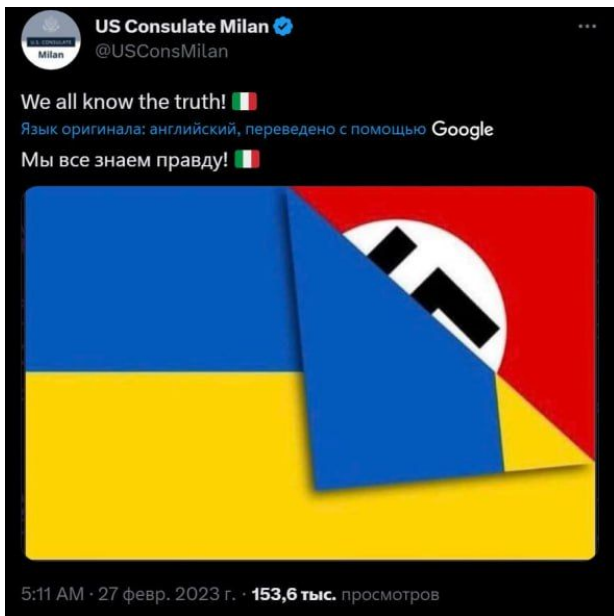 US Consulate Milan
@USConsMilan
U.S. CONSULATE
Milan
We all know the truth!
Язык оригинала: английский, переведено с помощью Google
Мы все знаем правду!
5:11 AM · 27 февр. 2023 г. · 153,6 тыс. просмотров